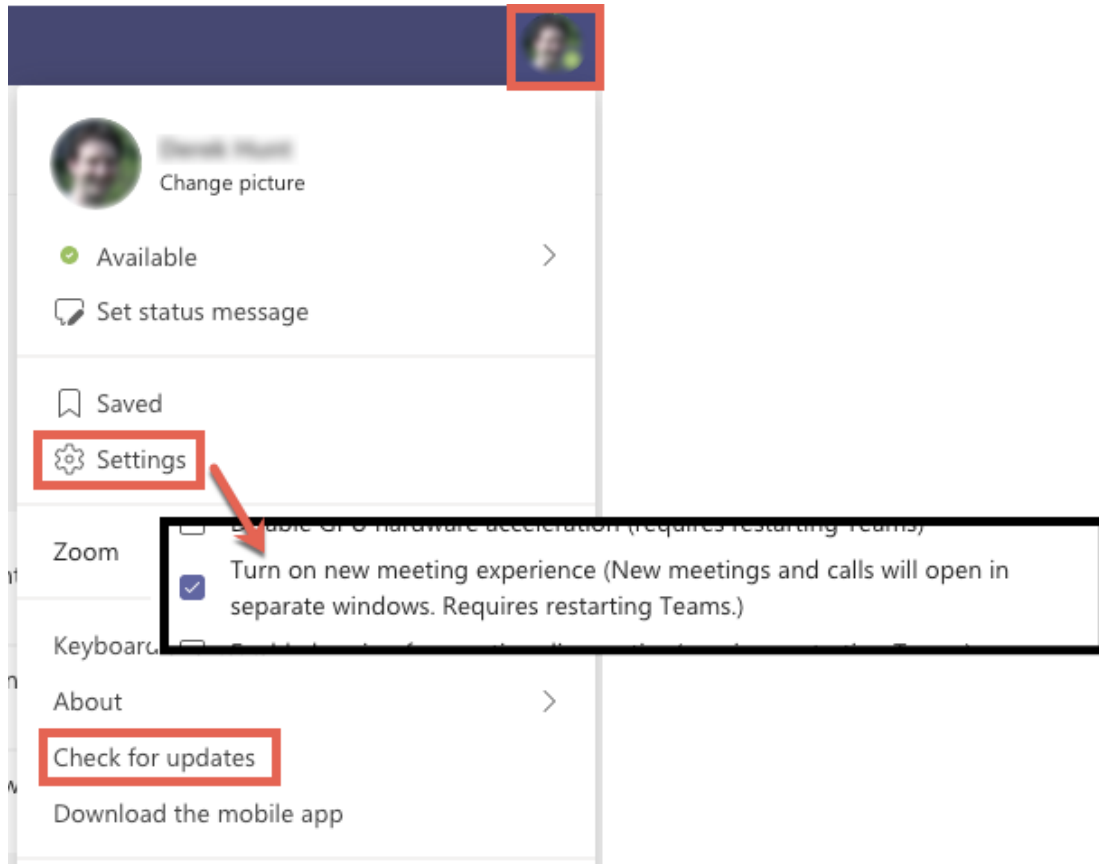 Change picture
Available
Set status message
Saved
Settings
Zoom
Turn on new meeting experience (New meetings and calls will open in
separate windows. Requires restarting Teams.)
About
Check for updates
Download the mobile app